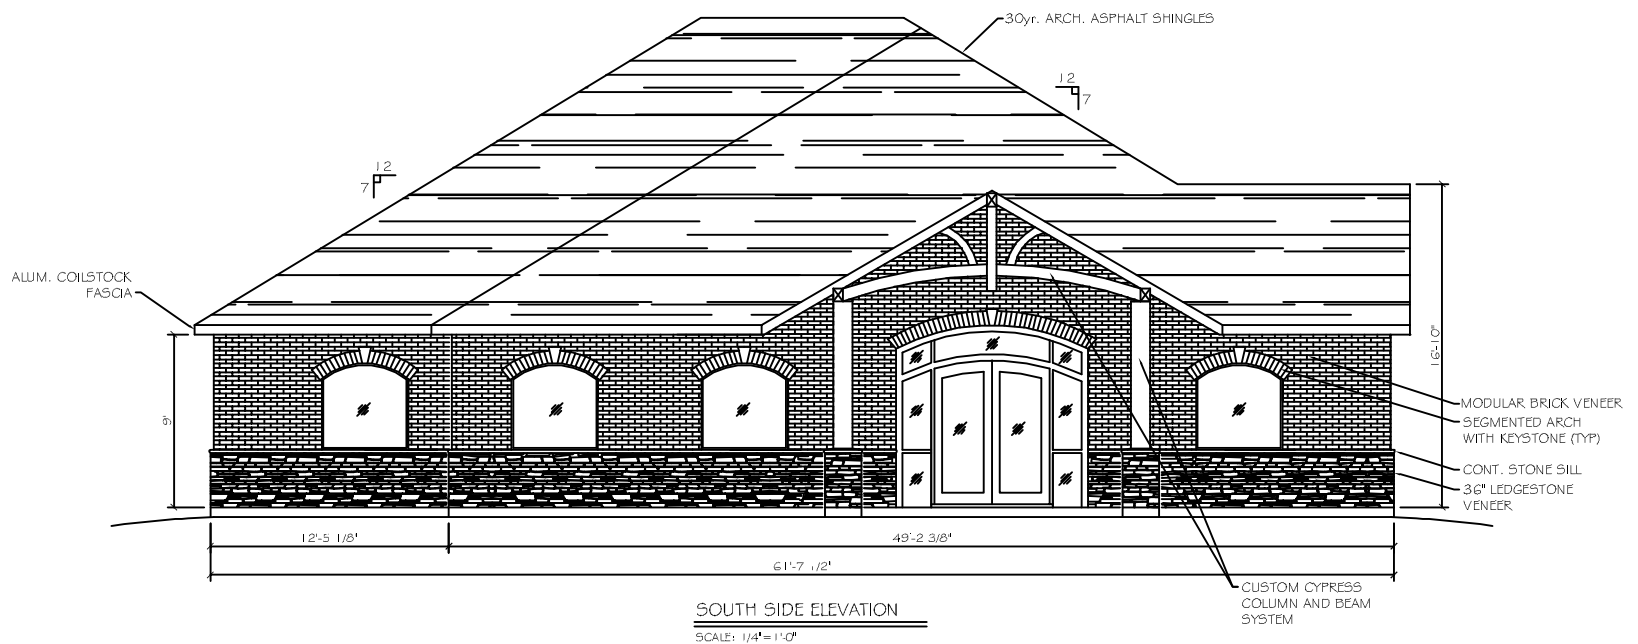 30yr. ARCH. ASPHALT SHINGLES
12
7
12
7
ALUM. COILSTOCK
FASCIA
9'
16'-10"
MODULAR BRICK VENEER
SEGMENTED ARCH
WITH KEYSTONE (TYP)
CONT. STONE SILL
36" LEDGESTONE
VENEER
12'-5 1/8"
49'-2 3/8"
61'-7 1/2"
CUSTOM CYPRESS
COLUMN AND BEAM
SYSTEM
SOUTH SIDE ELEVATION
SCALE: 1/4"=1'-0"